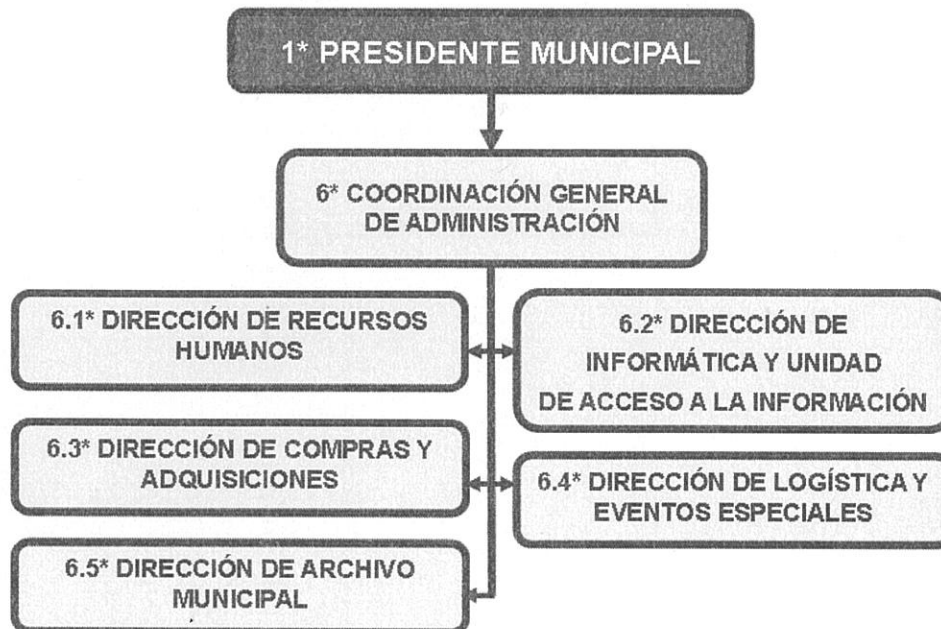 1* PRESIDENTE MUNICIPAL
6* COORDINACIÓN GENERAL
DE ADMINISTRACIÓN
6.1* DIRECCIÓN DE RECURSOS
HUMANOS
6.2* DIRECCIÓN DE
INFORMÁTICA Y UNIDAD
DE ACCESO A LA INFORMACIÓN
6.3* DIRECCIÓN DE COMPRAS Y
ADQUISICIONES
6.4* DIRECCIÓN DE LOGÍSTICA Y
EVENTOS ESPECIALES
6.5* DIRECCIÓN DE ARCHIVO
MUNICIPAL